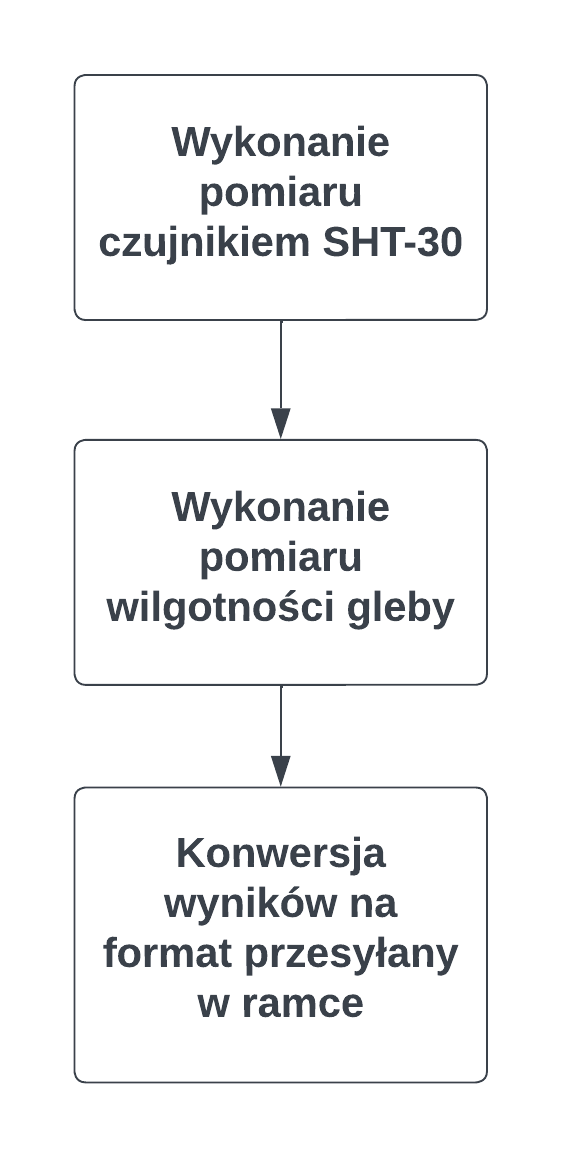 Wykonanie
pomiaru
czujnikiem SHT-30
Wykonanie
pomiaru
wilgotności gleby
Konwersja
wyników na
format przesyłany
w ramce